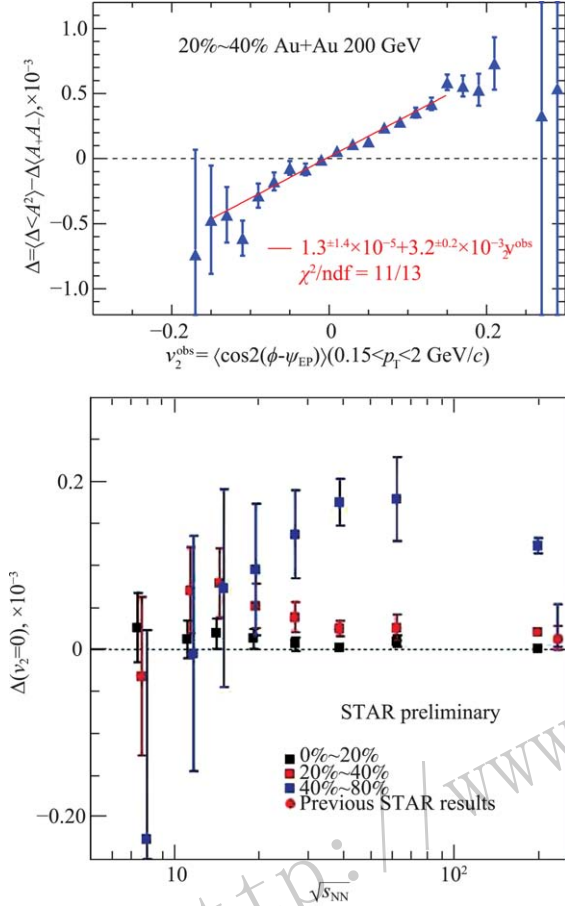 1.0
20%~40% Au+Au 200 GeV
0.5
0
−0.5
−1.0
Δ=⟨Δ<A²⟩−Δ⟨A₊A₋⟩,×10⁻³
1.3±1.4×10⁻⁵+3.2±0.2×10⁻³v₂obs
χ²/ndf = 11/13
−0.2 0 0.2
v₂obs= ⟨cos2(ϕ-ψEP)⟩(0.15<pT<2 GeV/c)
0.2
0
−0.20
Δ(v₂=0), ×10⁻³
STAR preliminary
0%~20%
20%~40%
40%~80%
Previous STAR results
10 10²
√sNN
http://www